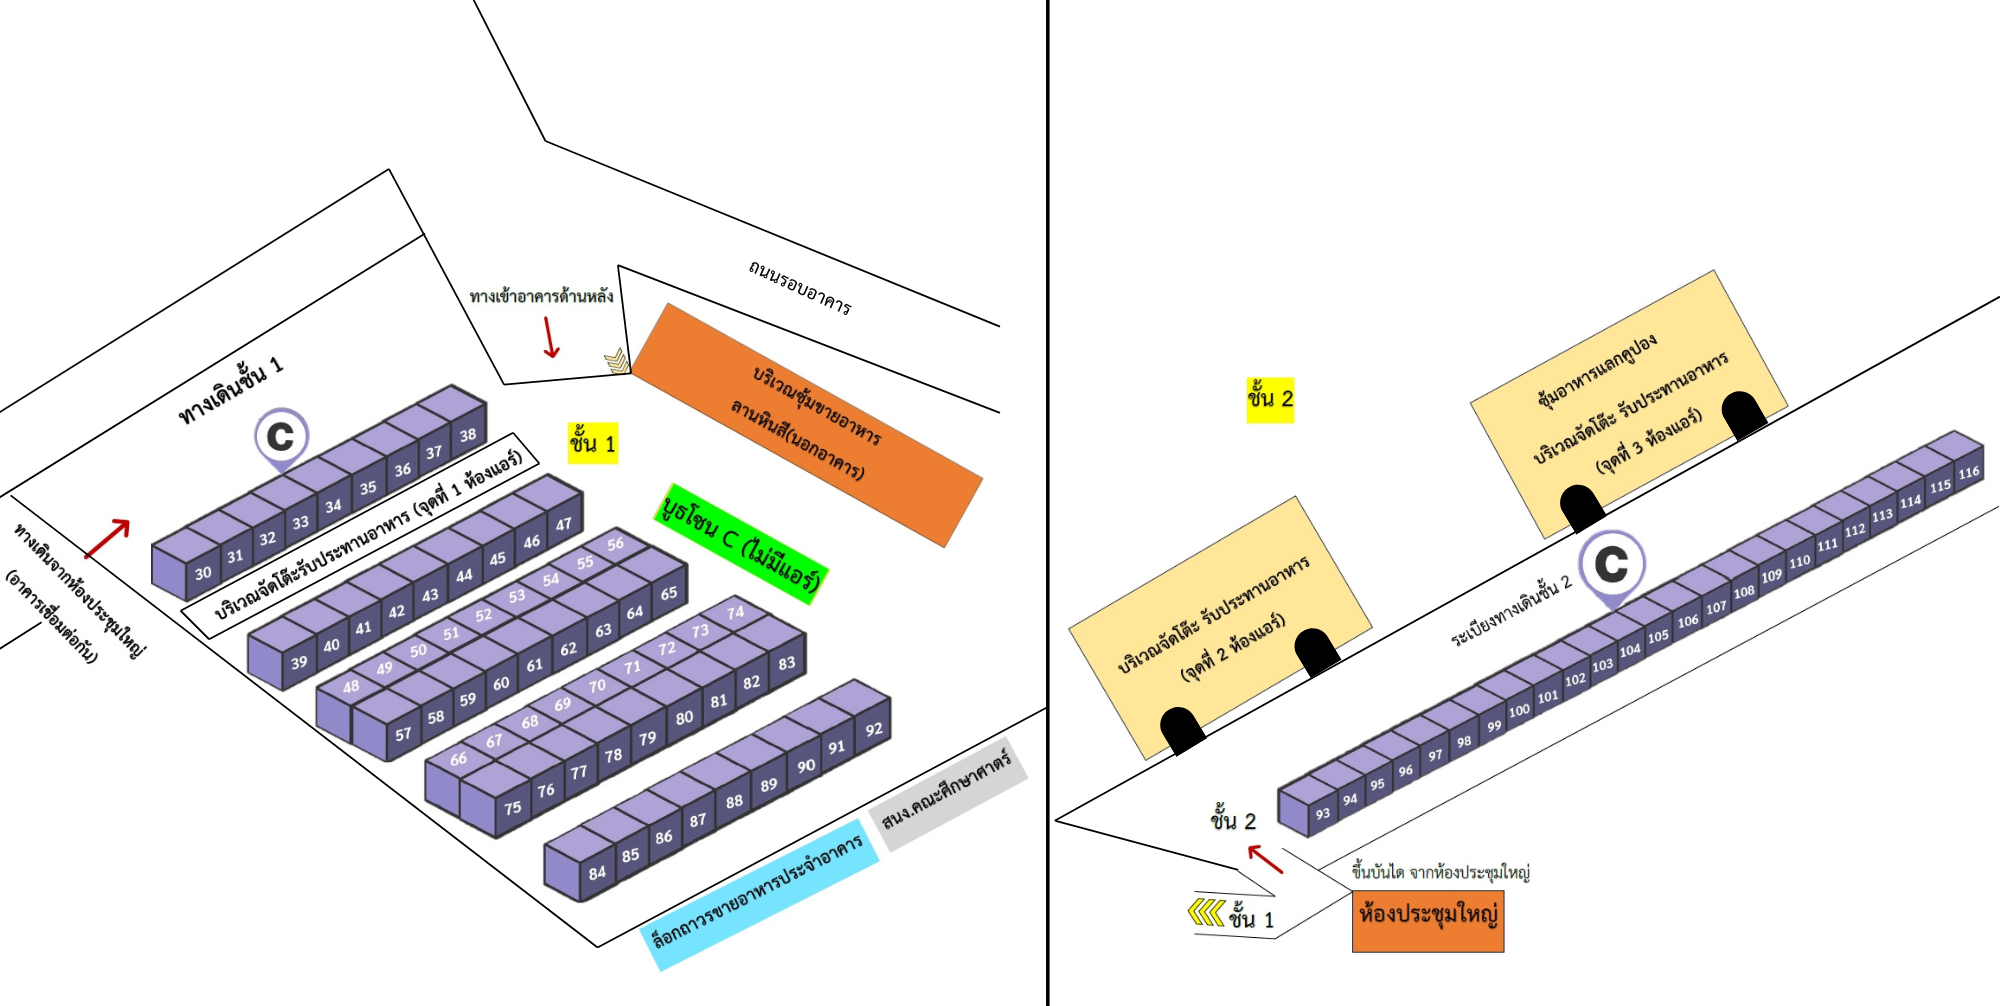 ถนนรอบอาคาร
ทางเข้าอาคารด้านหลัง
ทางเดินชั้น 1
C
ชั้น 1
บริเวณซุ้มขายอาหาร
ลานหินสี(นอกอาคาร)
บูธโซน C (ไม่มีแอร์)
30 31 32 33 34 35 36 37 38
บริเวณจัดโต๊ะรับประทานอาหาร (จุดที่ 1 ห้องแอร์)
ทางเดินจากห้องประชุมใหญ่
(อาคารเชื่อมต่อกัน)
39 40 41 42 43 44 45 46 47
48 49 50 51 52 53 54 55 56
57 58 59 60 61 62 63 64 65
66 67 68 69 70 71 72 73 74
75 76 77 78 79 80 81 82 83
84 85 86 87 88 89 90 91 92
ล็อกถาวรขายอาหารประจำอาคาร
สนง.คณะศึกษาศาตร์
ชั้น 2
ซุ้มอาหารแลกคูปอง
บริเวณจัดโต๊ะ รับประทานอาหาร
(จุดที่ 3 ห้องแอร์)
บริเวณจัดโต๊ะ รับประทานอาหาร
(จุดที่ 2 ห้องแอร์)
C
ระเบียงทางเดินชั้น 2
93 94 95 96 97 98 99 100 101 102 103 104 105 106 107 108 109 110 111 112 113 114 115 116
ชั้น 2
ขึ้นบันได จากห้องประชุมใหญ่
ห้องประชุมใหญ่
ชั้น 1